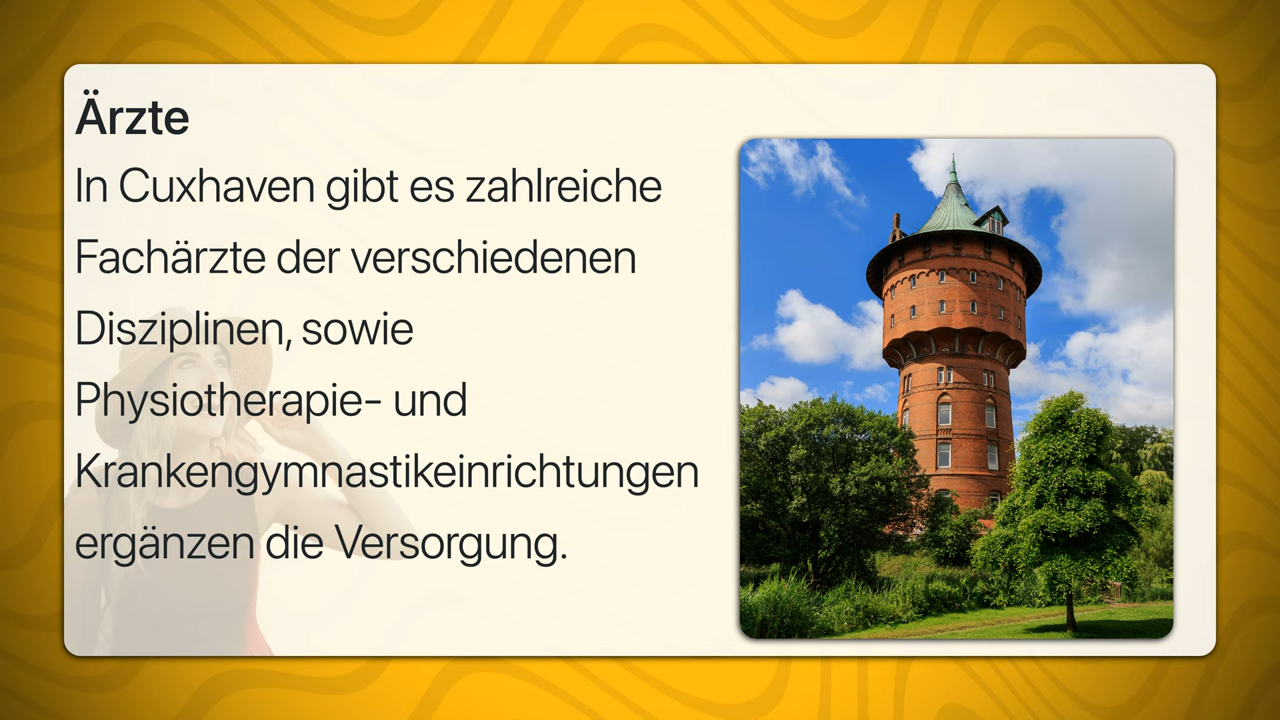 Ärzte
In Cuxhaven gibt es zahlreiche
Fachärzte der verschiedenen
Disziplinen, sowie
Physiotherapie- und
Krankengymnastikeinrichtungen
ergänzen die Versorgung.